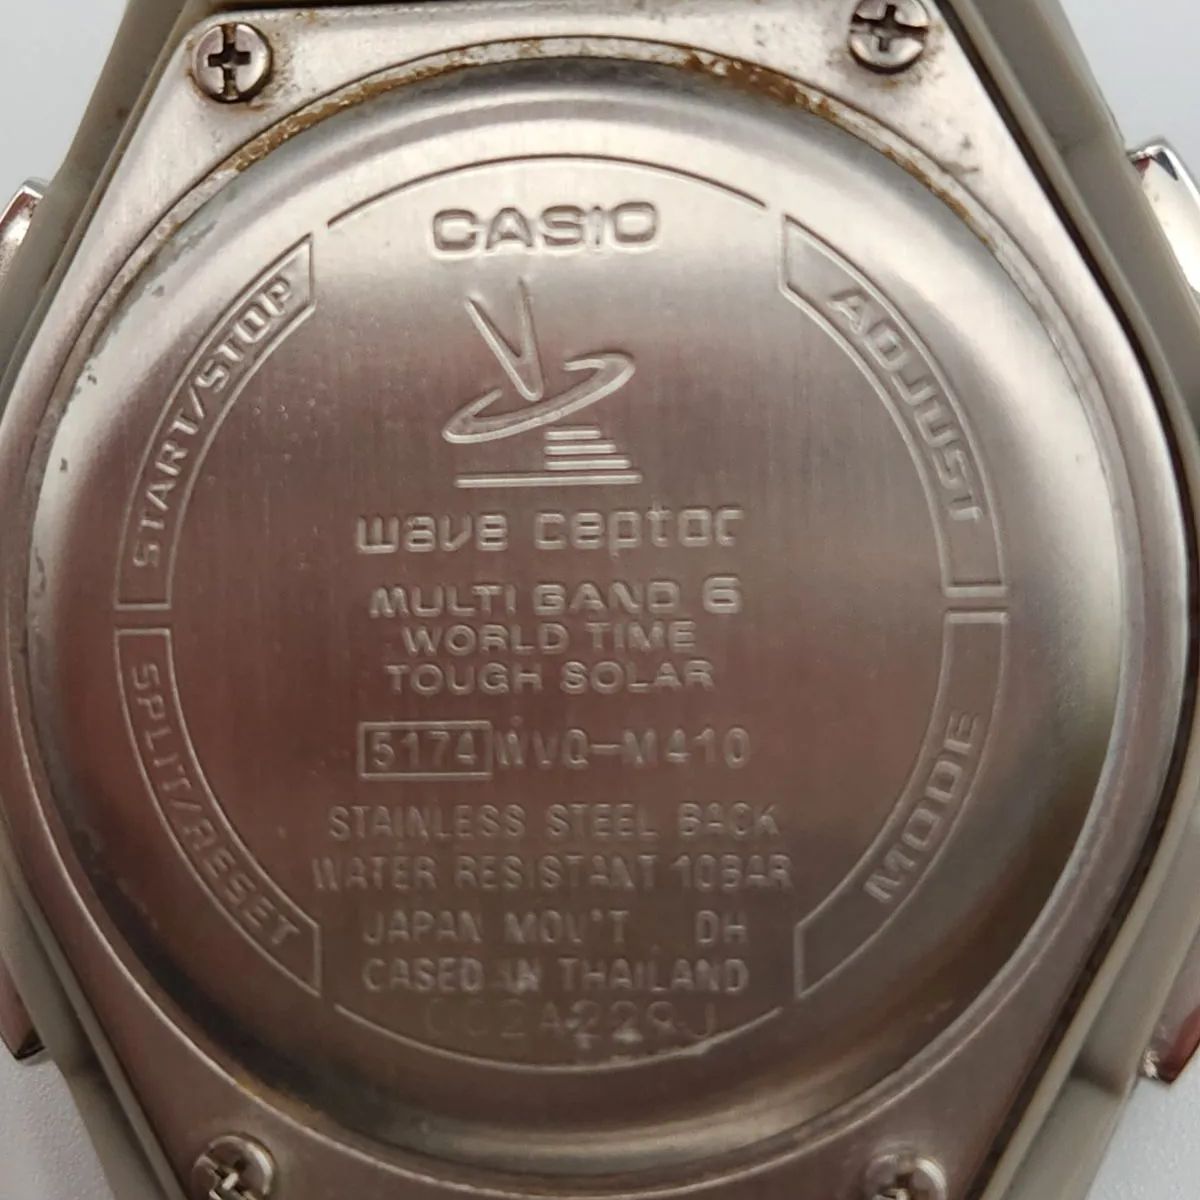 CASIO
START/STOP
ADJUST
wave ceptor
MULTI BAND 6
WORLD TIME
TOUGH SOLAR
5174 WVQ-M410
SPLIT/RESET
MODE
STAINLESS STEEL BACK
WATER RESISTANT 10BAR
JAPAN MOV'T DH
CASED IN THAILAND